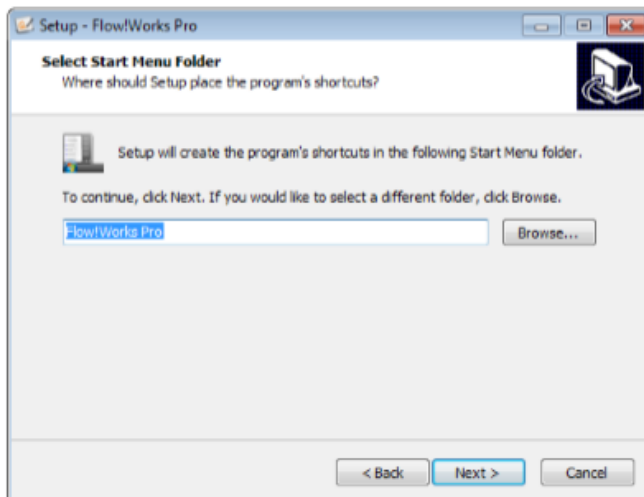 Setup - Flow!Works Pro
Select Start Menu Folder
Where should Setup place the program's shortcuts?
Setup will create the program's shortcuts in the following Start Menu folder.
To continue, click Next. If you would like to select a different folder, click Browse.
Flow!Works Pro
Browse...
< Back
Next >
Cancel